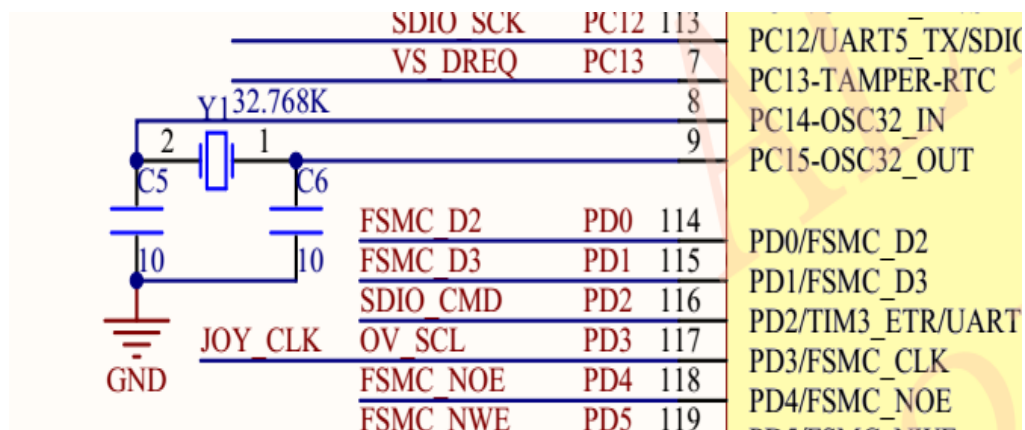 SDIO_SCK PC12 113 PC12/UART5_TX/SDIO
VS_DREQ PC13 7 PC13-TAMPER-RTC
Y1 32.768K 8 PC14-OSC32_IN
2 1 9 PC15-OSC32_OUT
C5 C6
FSMC_D2 PD0 114 PD0/FSMC_D2
10 10 FSMC_D3 PD1 115 PD1/FSMC_D3
SDIO_CMD PD2 116 PD2/TIM3_ETR/UART
JOY_CLK OV_SCL PD3 117 PD3/FSMC_CLK
GND FSMC_NOE PD4 118 PD4/FSMC_NOE
FSMC_NWE PD5 119